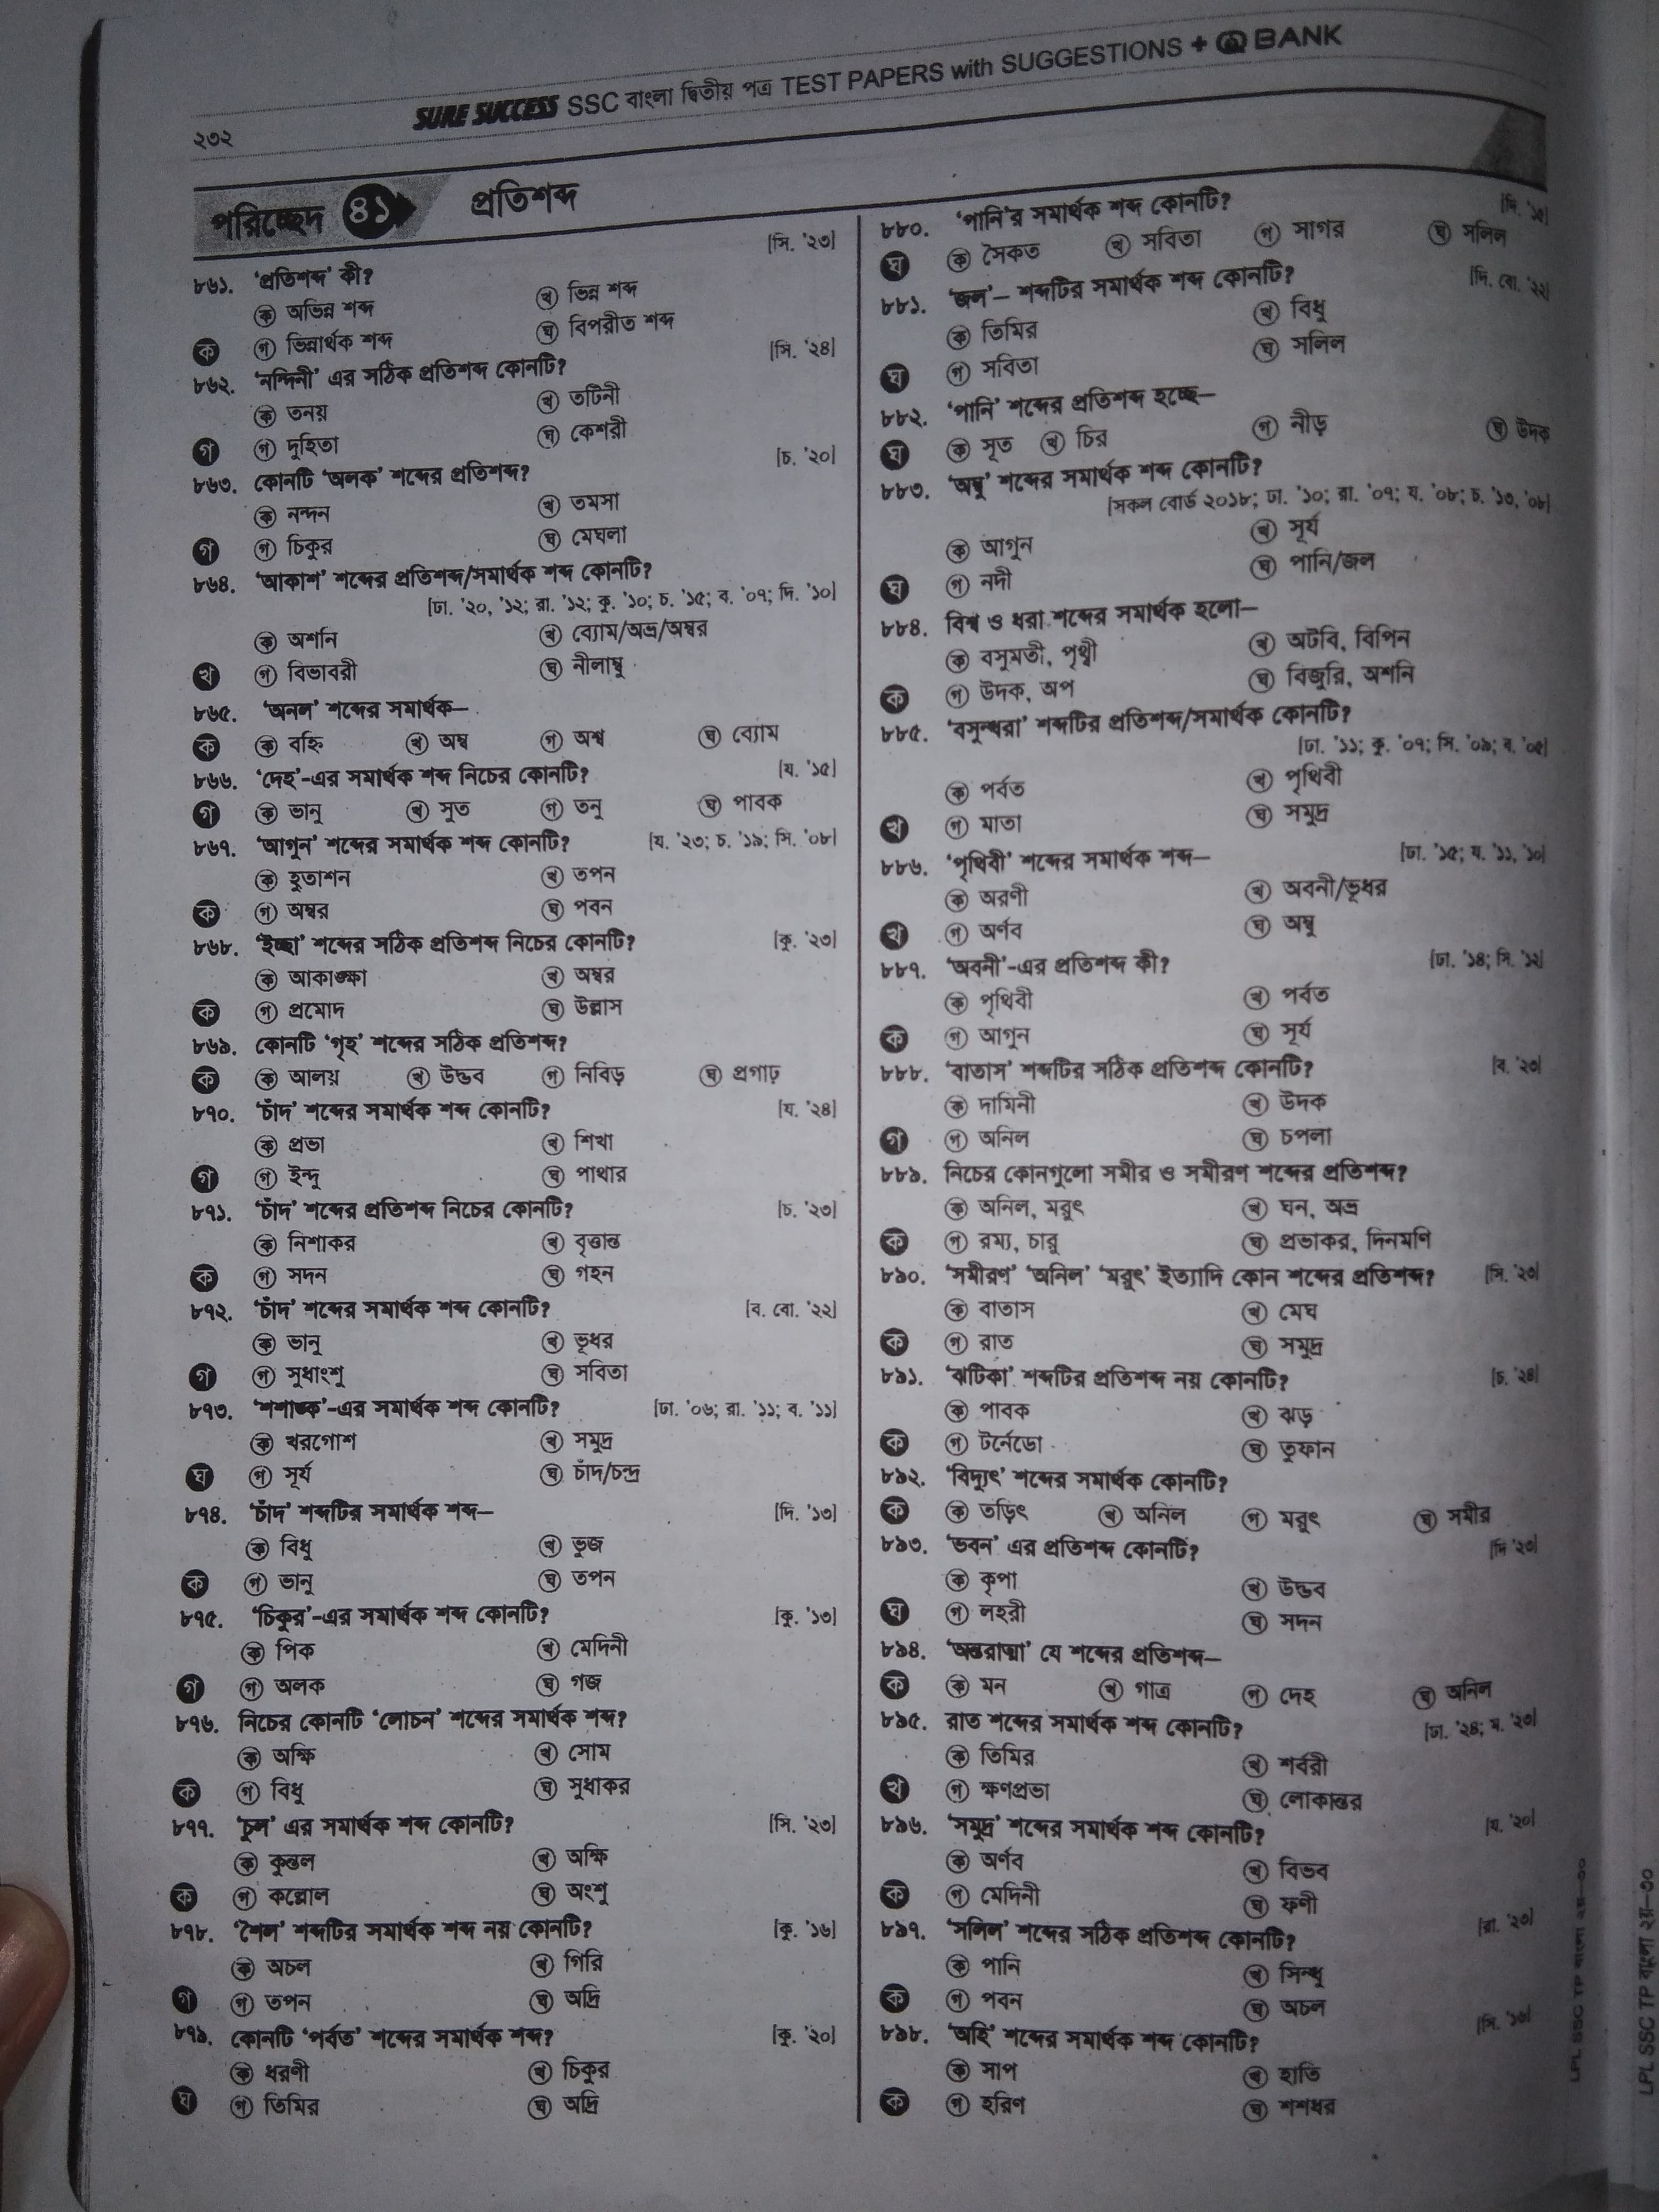 ২৩২
SURE SUCCESS SSC বাংলা দ্বিতীয় পত্র TEST PAPERS with SUGGESTIONS + Q BANK
পরিচ্ছেদ ৪১ প্রতিশব্দ
৮৬১. ‘প্রতিশব্দ’ কী? [সি. '২৩]
ক অভিন্ন শব্দ খ ভিন্ন শব্দ
ক গ ভিন্নার্থক শব্দ ঘ বিপরীত শব্দ
৮৬২. ‘নন্দিনী’ এর সঠিক প্রতিশব্দ কোনটি? [সি. '২৪]
ক তনয় খ তটিনী
গ গ দুহিতা ঘ কেশরী
৮৬৩. কোনটি ‘অলক’ শব্দের প্রতিশব্দ? [চ. '২০]
ক নন্দন খ তমসা
গ গ চিকুর ঘ মেঘলা
৮৬৪. ‘আকাশ’ শব্দের প্রতিশব্দ/সমার্থক শব্দ কোনটি?
[ঢা. '২০, '১২; রা. '১২; কু. '১০; চ. '১৫; ব. '০৭; দি. '১০]
ক অশনি খ ব্যোম/অভ্র/অম্বর
খ গ বিভাবরী ঘ নীলাম্বু
৮৬৫. ‘অনল’ শব্দের সমার্থক—
ক ক বহ্নি খ অম্ব গ অশ্ব ঘ ব্যোম
৮৬৬. ‘দেহ’-এর সমার্থক শব্দ নিচের কোনটি? [য. '১৫]
গ ক ভানু খ সুত গ তনু ঘ পাবক
৮৬৭. ‘আগুন’ শব্দের সমার্থক শব্দ কোনটি? [য. '২৩; চ. '১৯; সি. '০৮]
ক হুতাশন খ তপন
ক গ অম্বর ঘ পবন
৮৬৮. ‘ইচ্ছা’ শব্দের সঠিক প্রতিশব্দ নিচের কোনটি? [কু. '২৩]
ক আকাঙ্ক্ষা খ অম্বর
ক গ প্রমোদ ঘ উল্লাস
৮৬৯. কোনটি ‘গৃহ’ শব্দের সঠিক প্রতিশব্দ?
ক ক আলয় খ উদ্ভব গ নিবিড় ঘ প্রগাঢ়
৮৭০. ‘চাঁদ’ শব্দের সমার্থক শব্দ কোনটি? [য. '২৪]
ক প্রভা খ শিখা
গ গ ইন্দু ঘ পাথার
৮৭১. ‘চাঁদ’ শব্দের প্রতিশব্দ নিচের কোনটি? [চ. '২৩]
ক নিশাকর খ বৃত্তান্ত
ক গ সদন ঘ গহন
৮৭২. ‘চাঁদ’ শব্দের সমার্থক শব্দ কোনটি? [ব. বো. '২২]
ক ভানু খ ভূধর
গ গ সুধাংশু ঘ সবিতা
৮৭৩. ‘শশাঙ্ক’-এর সমার্থক শব্দ কোনটি? [ঢা. '০৬; রা. '১১; ব. '১১]
ক খরগোশ খ সমুদ্র
ঘ গ সূর্য ঘ চাঁদ/চন্দ্র
৮৭৪. ‘চাঁদ’ শব্দটির সমার্থক শব্দ— [দি. '১৩]
ক বিধু খ ভুজ
ক গ ভানু ঘ তপন
৮৭৫. ‘চিকুর’-এর সমার্থক শব্দ কোনটি? [কু. '১৩]
ক পিক খ মেদিনী
গ গ অলক ঘ গজ
৮৭৬. নিচের কোনটি ‘লোচন’ শব্দের সমার্থক শব্দ?
ক অক্ষি খ সোম
ক গ বিধু ঘ সুধাকর
৮৭৭. ‘চুল’ এর সমার্থক শব্দ কোনটি? [সি. '২৩]
ক কুন্তল খ অক্ষি
ক গ কল্লোল ঘ অংশু
৮৭৮. ‘শৈল’ শব্দটির সমার্থক শব্দ নয় কোনটি? [কু. '১৬]
ক অচল খ গিরি
গ গ তপন ঘ অদ্রি
৮৭৯. কোনটি ‘পর্বত’ শব্দের সমার্থক শব্দ? [কু. '২০]
ক ধরণী খ চিকুর
ঘ গ তিমির ঘ অদ্রি
৮৮০. ‘পানি’র সমার্থক শব্দ কোনটি? [দি. '১৫]
ঘ ক সৈকত খ সবিতা গ সাগর ঘ সলিল
৮৮১. ‘জল’– শব্দটির সমার্থক শব্দ কোনটি? [দি. বো. '২২]
ক তিমির খ বিধু
ঘ গ সবিতা ঘ সলিল
৮৮২. ‘পানি’ শব্দের প্রতিশব্দ হচ্ছে—
ঘ ক সূত খ চির গ নীড় ঘ উদক
৮৮৩. ‘অম্বু’ শব্দের সমার্থক শব্দ কোনটি?
[সকল বোর্ড ২০১৮; ঢা. '১০; রা. '০৭; য. '০৮; চ. '১৩, '০৮]
ক আগুন খ সূর্য
ঘ গ নদী ঘ পানি/জল
৮৮৪. বিশ্ব ও ধরা শব্দের সমার্থক হলো—
ক বসুমতী, পৃথ্বী খ অটবি, বিপিন
ক গ উদক, অপ ঘ বিজুরি, অশনি
৮৮৫. ‘বসুন্ধরা’ শব্দটির প্রতিশব্দ/সমার্থক কোনটি?
[ঢা. '১১; কু. '০৭; সি. '০৯; ব. '০৫]
ক পর্বত খ পৃথিবী
খ গ মাতা ঘ সমুদ্র
৮৮৬. ‘পৃথিবী’ শব্দের সমার্থক শব্দ— [ঢা. '১৫; য. '১১, '১০]
ক অরণী খ অবনী/ভূধর
খ গ অর্ণব ঘ অম্বু
৮৮৭. ‘অবনী’-এর প্রতিশব্দ কী? [ঢা. '১৪; সি. '১২]
ক পৃথিবী খ পর্বত
ক গ আগুন ঘ সূর্য
৮৮৮. ‘বাতাস’ শব্দটির সঠিক প্রতিশব্দ কোনটি? [ব. '২৩]
ক দামিনী খ উদক
গ গ অনিল ঘ চপলা
৮৮৯. নিচের কোনগুলো সমীর ও সমীরণ শব্দের প্রতিশব্দ?
ক অনিল, মরুৎ খ ঘন, অভ্র
ক গ রম্য, চারু ঘ প্রভাকর, দিনমণি
৮৯০. ‘সমীরণ’ ‘অনিল’ ‘মরুৎ’ ইত্যাদি কোন শব্দের প্রতিশব্দ? [সি. '২৩]
ক বাতাস খ মেঘ
ক গ রাত ঘ সমুদ্র
৮৯১. ‘ঝটিকা’ শব্দটির প্রতিশব্দ নয় কোনটি? [চ. '২৪]
ক পাবক খ ঝড়
ক গ টর্নেডো ঘ তুফান
৮৯২. ‘বিদ্যুৎ’ শব্দের সমার্থক কোনটি?
ক ক তড়িৎ খ অনিল গ মরুৎ ঘ সমীর
৮৯৩. ‘ভবন’ এর প্রতিশব্দ কোনটি? [দি '২৩]
ক কৃপা খ উদ্ভব
ঘ গ লহরী ঘ সদন
৮৯৪. ‘অন্তরাত্মা’ যে শব্দের প্রতিশব্দ—
ক ক মন খ গাত্র গ দেহ ঘ অনিল
৮৯৫. রাত শব্দের সমার্থক শব্দ কোনটি? [ঢা. '২৪; ম. '২৩]
ক তিমির খ শর্বরী
খ গ ক্ষণপ্রভা ঘ লোকান্তর
৮৯৬. ‘সমুদ্র’ শব্দের সমার্থক শব্দ কোনটি? [য. '২০]
ক অর্ণব খ বিভব
ক গ মেদিনী ঘ ফণী
৮৯৭. ‘সলিল’ শব্দের সঠিক প্রতিশব্দ কোনটি? [রা. '২৩]
ক পানি খ সিন্ধু
ক গ পবন ঘ অচল
৮৯৮. ‘অহি’ শব্দের সমার্থক শব্দ কোনটি? [সি. '১৬]
ক সাপ খ হাতি
ক গ হরিণ ঘ শশধর
LPL SSC TP বাংলা ২য়–৩০
LPL SSC TP বাংলা ২য়–৩০